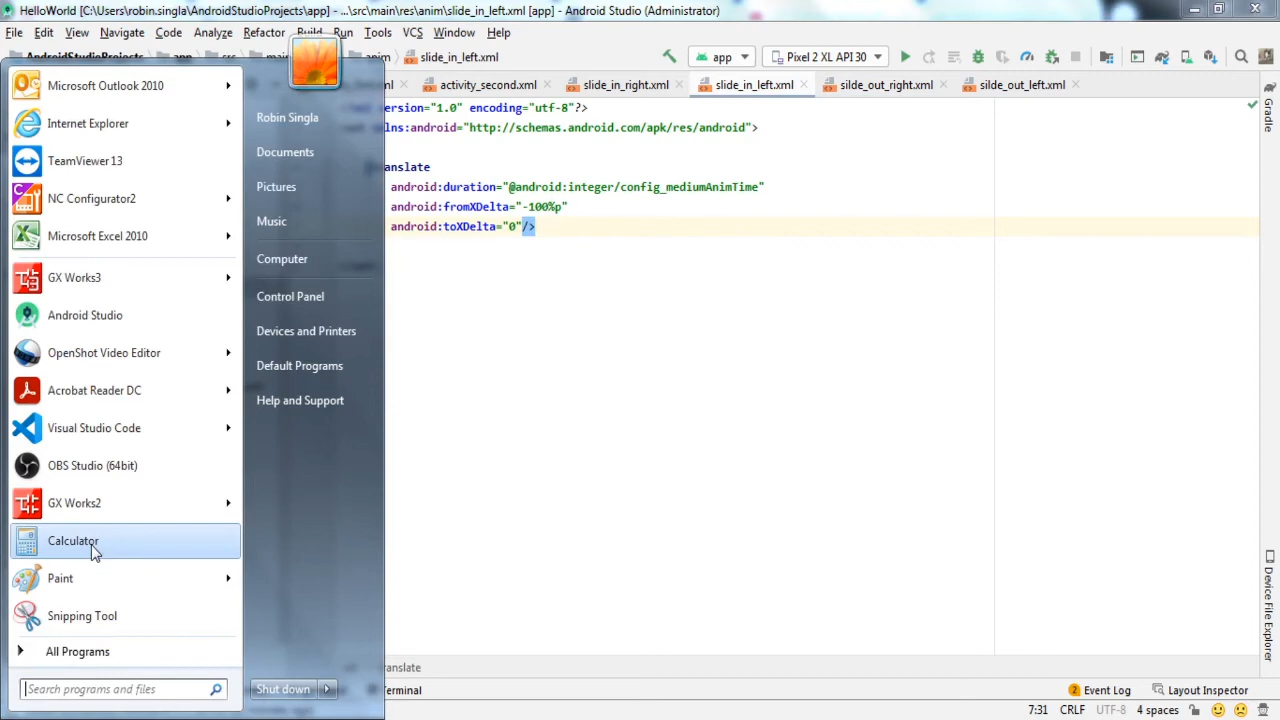 HelloWorld [C:\Users\robin.singla\AndroidStudioProjects\app] - ...\src\main\res\anim\slide_in_left.xml [app] - Android Studio (Administrator)
File Edit View Navigate Code Analyze Refactor Build Run Tools VCS Window Help
AndroidStudioProjects app src anim slide_in_left.xml app Pixel 2 XL API 30
activity_second.xml slide_in_right.xml slide_in_left.xml silde_out_right.xml silde_out_left.xml
version="1.0" encoding="utf-8"?>
lns:android="http://schemas.android.com/apk/res/android">
anslate
android:duration="@android:integer/config_mediumAnimTime"
android:fromXDelta="-100%p"
android:toXDelta="0"/>
Microsoft Outlook 2010
Internet Explorer
TeamViewer 13
NC Configurator2
Microsoft Excel 2010
GX Works3
Android Studio
OpenShot Video Editor
Acrobat Reader DC
Visual Studio Code
OBS Studio (64bit)
GX Works2
Calculator
Paint
Snipping Tool
All Programs
Search programs and files
Robin Singla
Documents
Pictures
Music
Computer
Control Panel
Devices and Printers
Default Programs
Help and Support
Shut down
Gradle
Device File Explorer
anslate
Terminal Event Log Layout Inspector
7:31 CRLF UTF-8 4 spaces